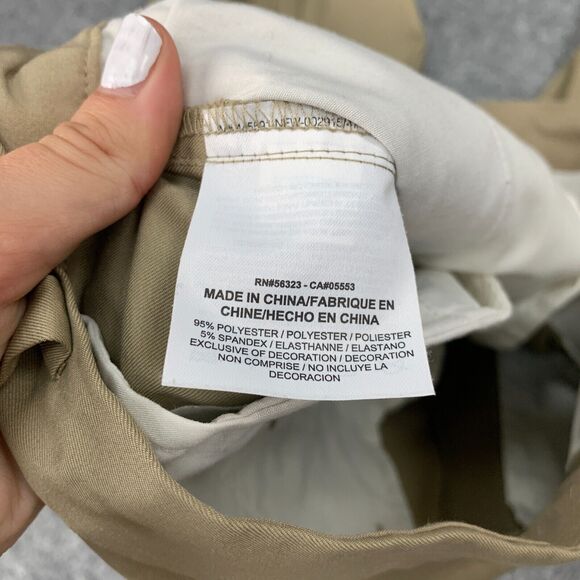 RN#56323 - CA#05553
MADE IN CHINA/FABRIQUE EN
CHINE/HECHO EN CHINA
95% POLYESTER / POLYESTER / POLIESTER
5% SPANDEX / ELASTHANNE / ELASTANO
EXCLUSIVE OF DECORATION / DECORATION
NON COMPRISE / NO INCLUYE LA
DECORACION